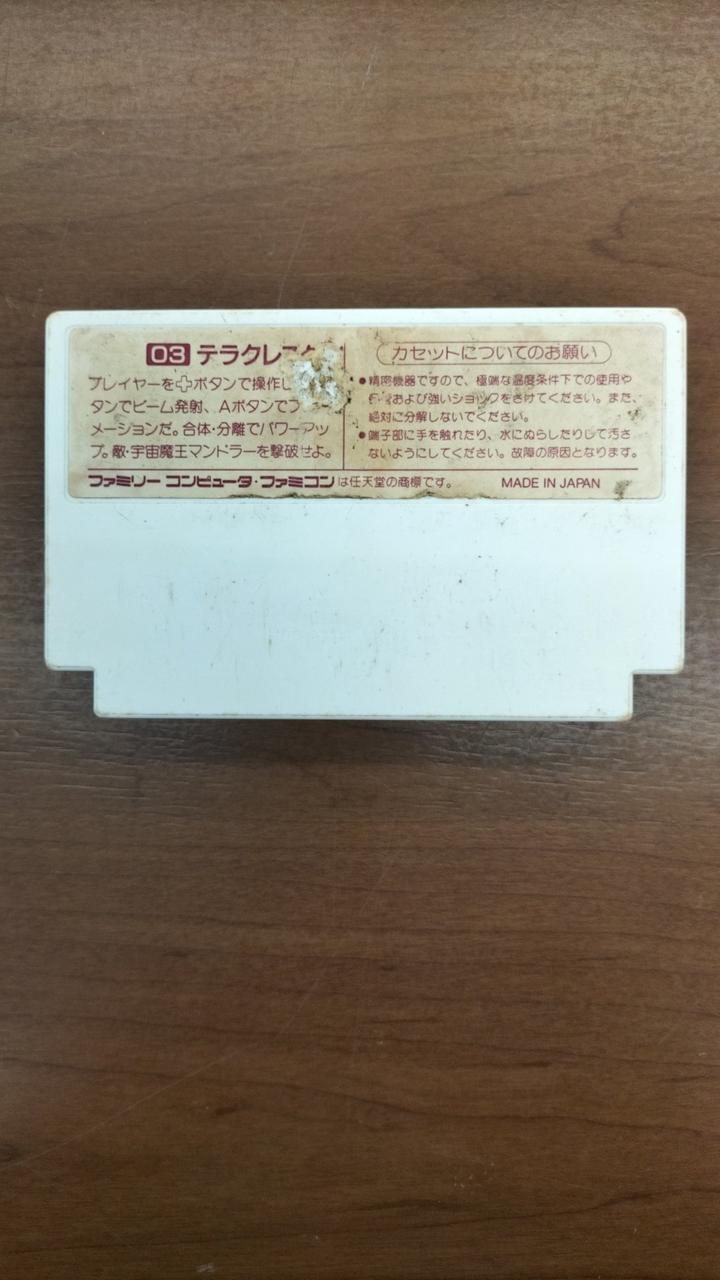 03 テラクレスタ
プレイヤーを✚ボタンで操作し
タンでビーム発射、Aボタンでフ
メーションだ。合体・分離でパワーアッ
プ。敵・宇宙魔王マンドラーを撃破せよ。
カセットについてのお願い
●精密機器ですので、極端な温度条件下での使用や
および強いショックをさけてください。また、
絶対に分解しないでください。
●端子部に手を触れたり、水にぬらしたりして汚さ
ないようにしてください。故障の原因となります。
ファミリー コンピュータ・ファミコンは任天堂の商標です。 MADE IN JAPAN